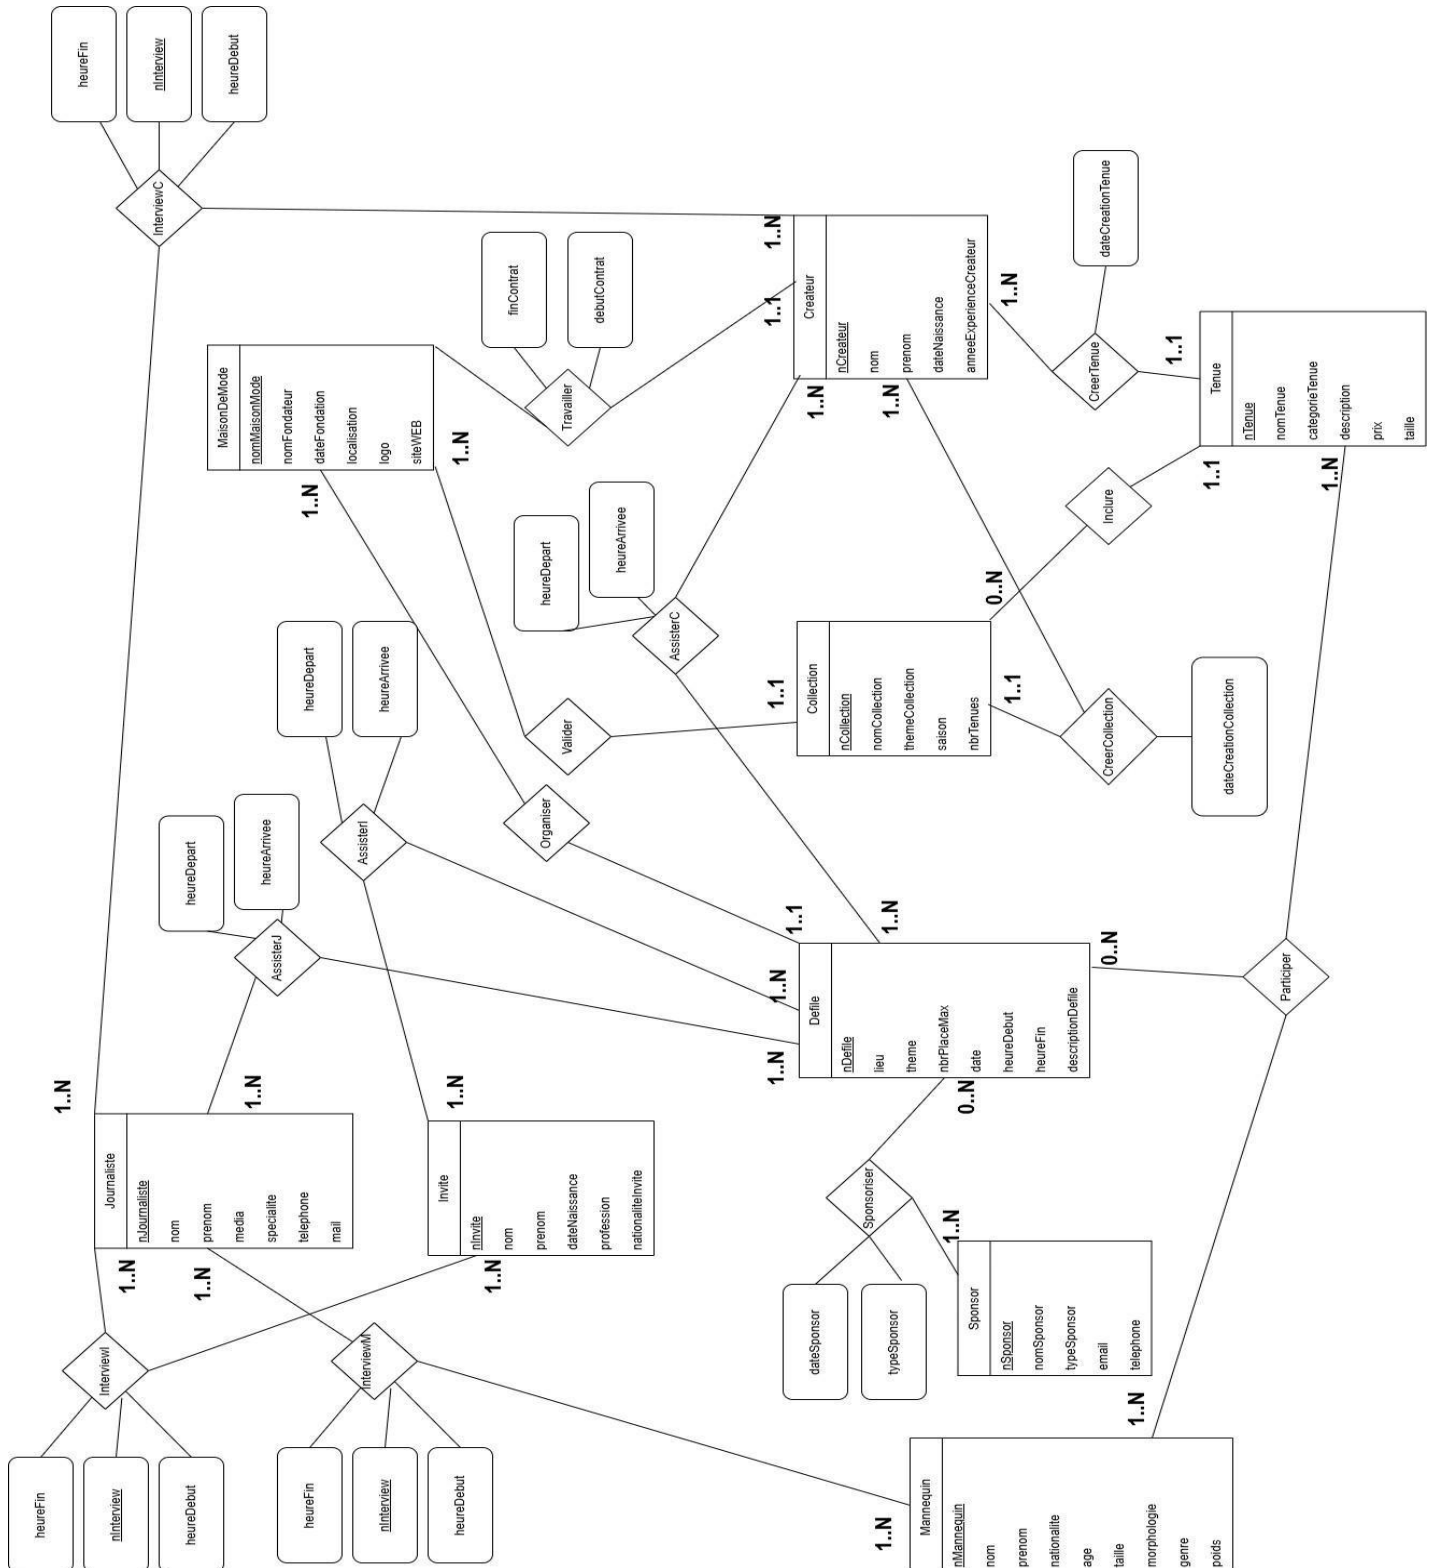 heureFin
nInterview
heureDebut
InterviewI
1..N
1..N
Journaliste
nJournaliste
nom
prenom
media
specialite
telephone
mail
1..N
1..N
InterviewC
heureFin
nInterview
heureDebut
heureFin
nInterview
heureDebut
InterviewM
1..N
Invite
nInvite
nom
prenom
dateNaissance
profession
nationaliteInvite
1..N
AssisterJ
heureDepart
heureArrivee
AssisterI
heureDepart
heureArrivee
1..N
MaisonDeMode
nomMaisonMode
nomFondateur
dateFondation
localisation
logo
siteWEB
1..N
Organiser
Valider
Travailler
finContrat
debutContrat
AssisterC
heureDepart
heureArrivee
dateSponsor
typeSponsor
Sponsoriser
1..N
Sponsor
nSponsor
nomSponsor
typeSponsor
email
telephone
0..N
1..N
1..N
1..1
1..N
Defile
nDefile
lieu
theme
nbrPlaceMax
date
heureDebut
heureFin
descriptionDefile
0..N
1..1
Collection
nCollection
nomCollection
themeCollection
saison
nbrTenues
1..1
0..N
1..1
1..N
1..N
1..N
Createur
nCreateur
nom
prenom
dateNaissance
anneeExperienceCreateur
1..N
1..N
Mannequin
nMannequin
nom
prenom
nationalite
age
taille
morphologie
genre
poids
1..N
Participer
CreerCollection
dateCreationCollection
Inclure
CreerTenue
dateCreationTenue
1..1
1..1
1..N
Tenue
nTenue
nomTenue
categorieTenue
description
prix
taille